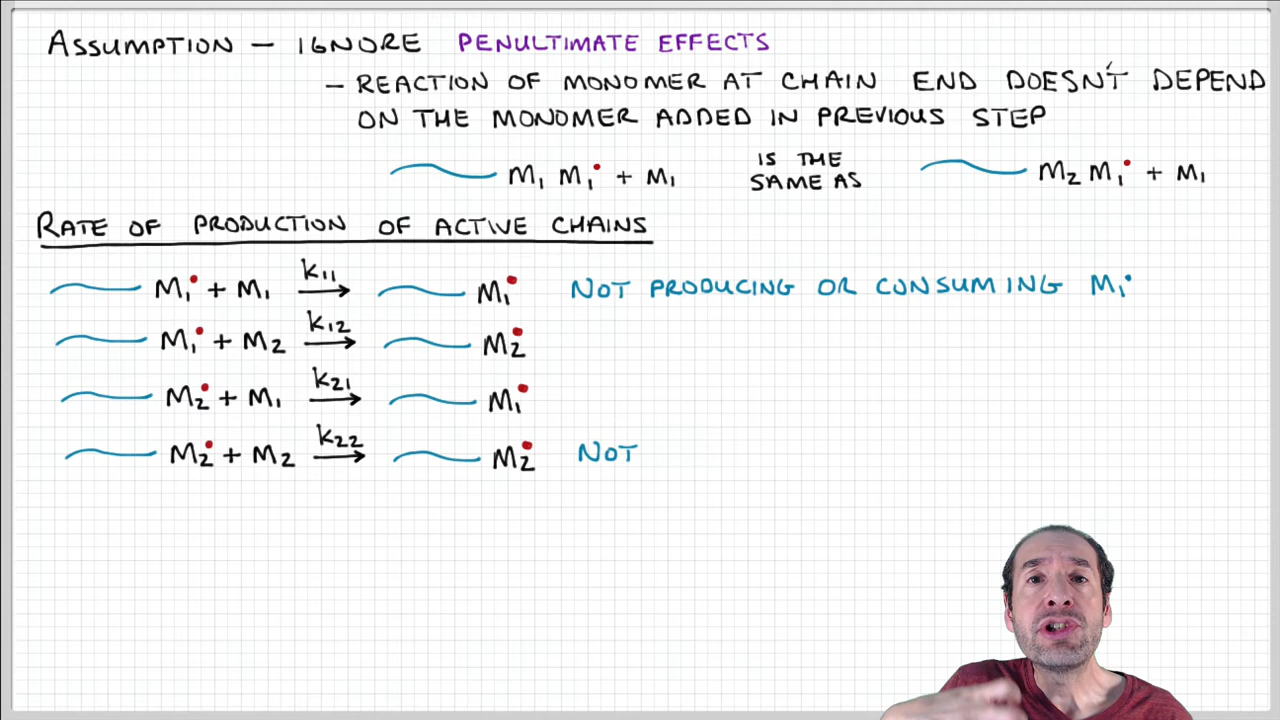 ASSUMPTION – IGNORE PENULTIMATE EFFECTS
– REACTION OF MONOMER AT CHAIN END DOESN'T DEPEND
ON THE MONOMER ADDED IN PREVIOUS STEP
M₁ M₁• + M₁ IS THE SAME AS M₂ M₁• + M₁
RATE OF PRODUCTION OF ACTIVE CHAINS
M₁• + M₁ k₁₁ → M₁• NOT PRODUCING OR CONSUMING M₁•
M₁• + M₂ k₁₂ → M₂•
M₂• + M₁ k₂₁ → M₁•
M₂• + M₂ k₂₂ → M₂• NOT